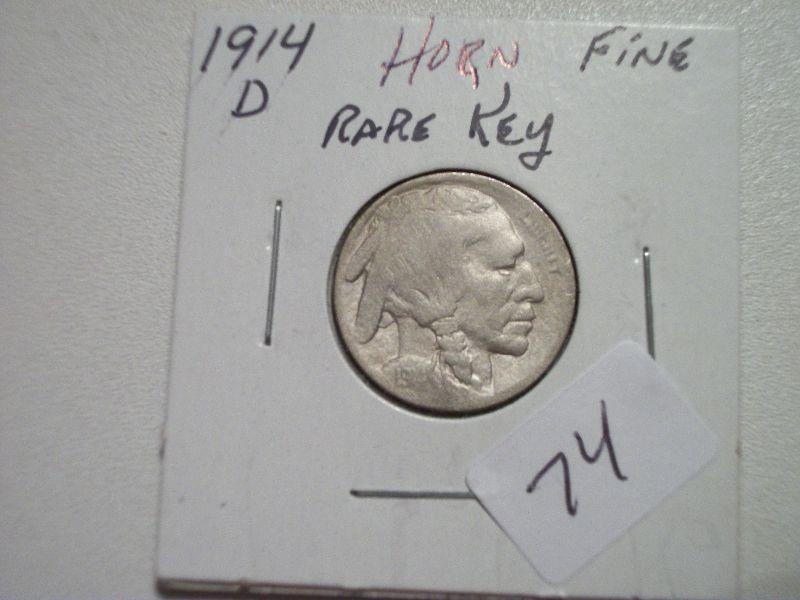 1914 HORN FINE
D RARE KEY
LIBERTY
74